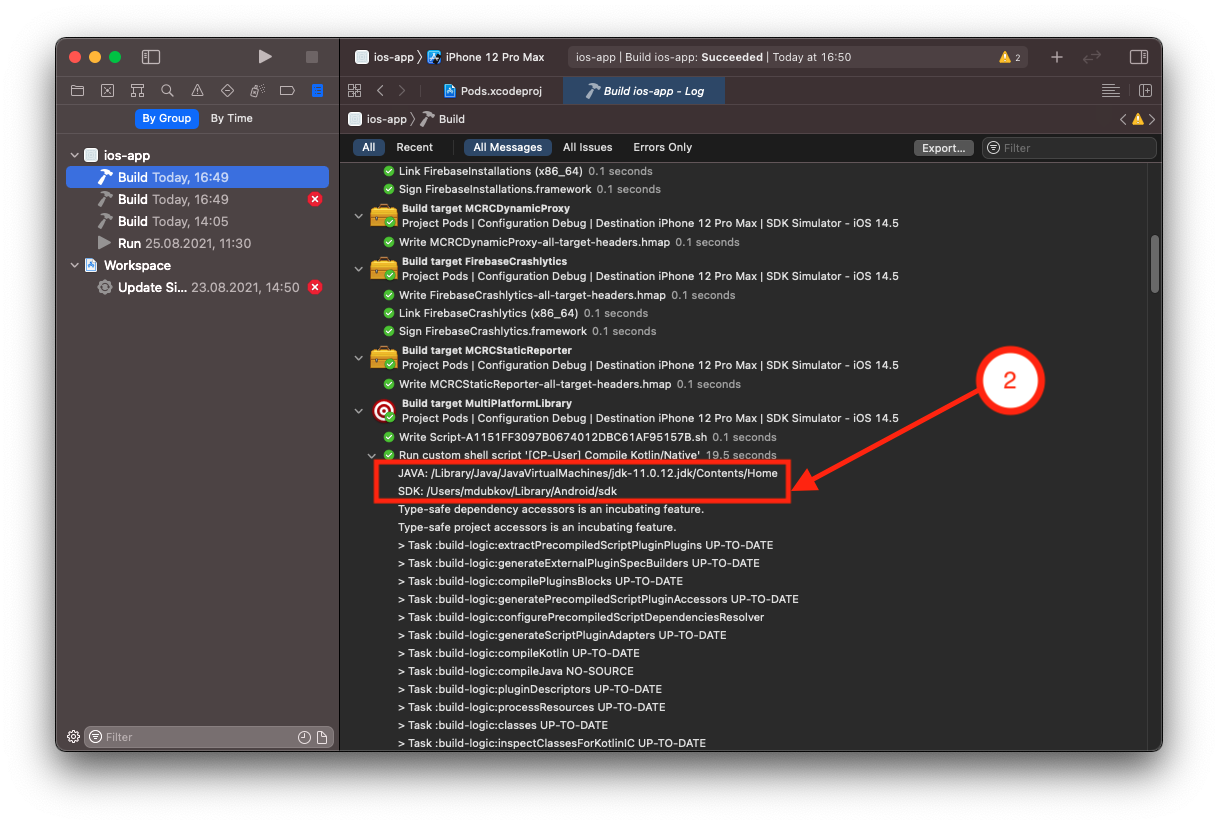 ios-app 〉 iPhone 12 Pro Max
ios-app | Build ios-app: Succeeded | Today at 16:50
2
Pods.xcodeproj
Build ios-app - Log
By Group
By Time
ios-app 〉 Build
All
Recent
All Messages
All Issues
Errors Only
Export...
Filter
ios-app
Build Today, 16:49
Build Today, 16:49
Build Today, 14:05
Run 25.08.2021, 11:30
Workspace
Update Si... 23.08.2021, 14:50
Filter
Link FirebaseInstallations (x86_64) 0.1 seconds
Sign FirebaseInstallations.framework 0.1 seconds
Build target MCRCDynamicProxy
Project Pods | Configuration Debug | Destination iPhone 12 Pro Max | SDK Simulator - iOS 14.5
Write MCRCDynamicProxy-all-target-headers.hmap 0.1 seconds
Build target FirebaseCrashlytics
Project Pods | Configuration Debug | Destination iPhone 12 Pro Max | SDK Simulator - iOS 14.5
Write FirebaseCrashlytics-all-target-headers.hmap 0.1 seconds
Link FirebaseCrashlytics (x86_64) 0.1 seconds
Sign FirebaseCrashlytics.framework 0.1 seconds
Build target MCRCStaticReporter
Project Pods | Configuration Debug | Destination iPhone 12 Pro Max | SDK Simulator - iOS 14.5
Write MCRCStaticReporter-all-target-headers.hmap 0.1 seconds
2
Build target MultiPlatformLibrary
Project Pods | Configuration Debug | Destination iPhone 12 Pro Max | SDK Simulator - iOS 14.5
Write Script-A1151FF3097B0674012DBC61AF95157B.sh 0.1 seconds
Run custom shell script '[CP-User] Compile Kotlin/Native' 19.5 seconds
JAVA: /Library/Java/JavaVirtualMachines/jdk-11.0.12.jdk/Contents/Home
SDK: /Users/mdubkov/Library/Android/sdk
Type-safe dependency accessors is an incubating feature.
Type-safe project accessors is an incubating feature.
> Task :build-logic:extractPrecompiledScriptPluginPlugins UP-TO-DATE
> Task :build-logic:generateExternalPluginSpecBuilders UP-TO-DATE
> Task :build-logic:compilePluginsBlocks UP-TO-DATE
> Task :build-logic:generatePrecompiledScriptPluginAccessors UP-TO-DATE
> Task :build-logic:configurePrecompiledScriptDependenciesResolver
> Task :build-logic:generateScriptPluginAdapters UP-TO-DATE
> Task :build-logic:compileKotlin UP-TO-DATE
> Task :build-logic:compileJava NO-SOURCE
> Task :build-logic:pluginDescriptors UP-TO-DATE
> Task :build-logic:processResources UP-TO-DATE
> Task :build-logic:classes UP-TO-DATE
> Task :build-logic:inspectClassesForKotlinIC UP-TO-DATE